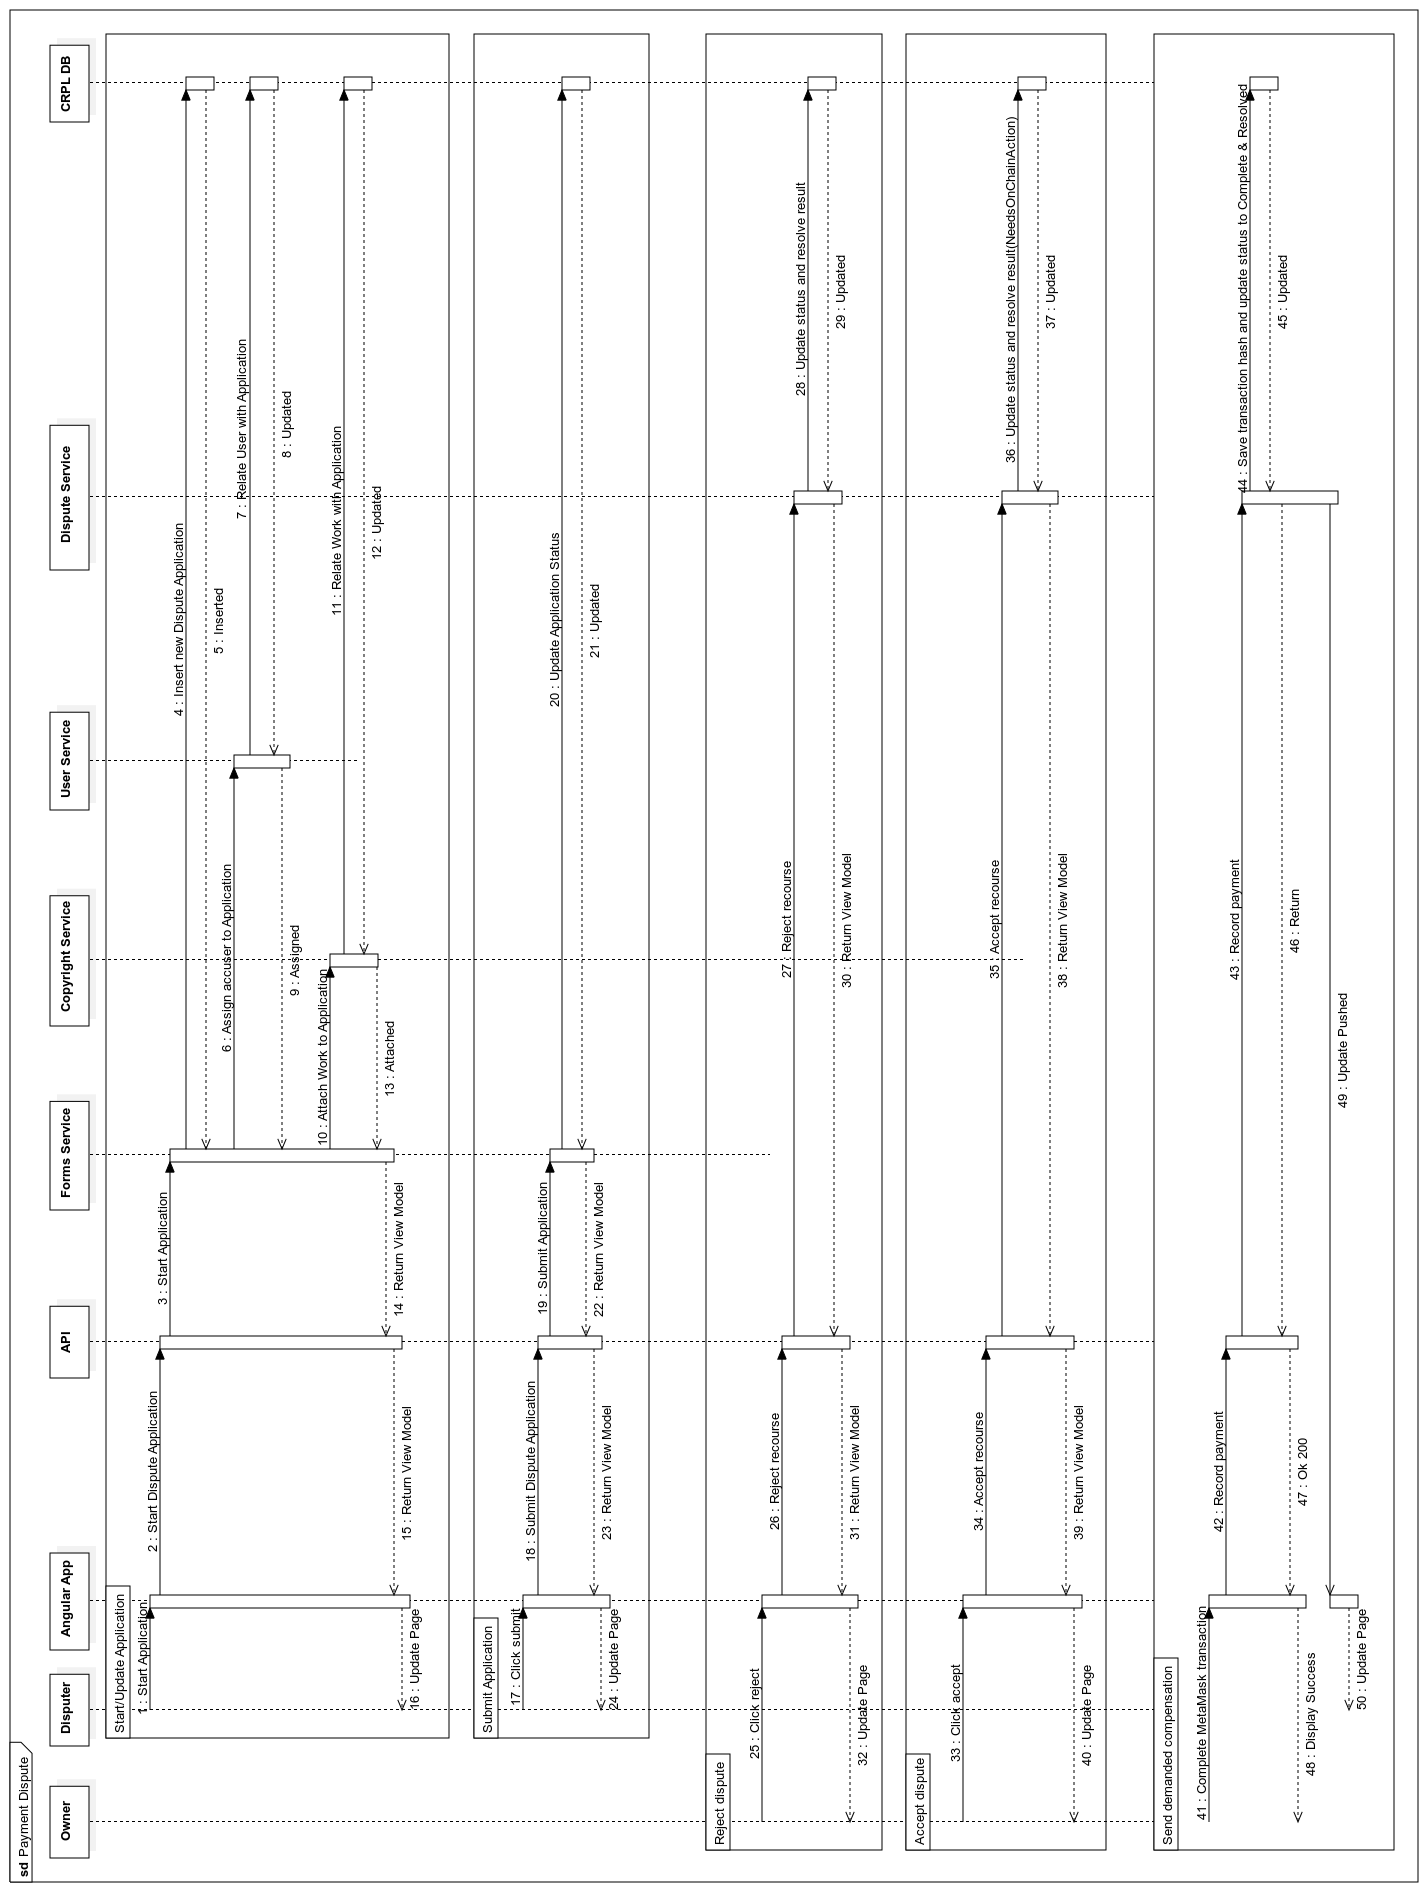 sd Payment Dispute
Owner
Disputer
Angular App
API
Forms Service
Copyright Service
User Service
Dispute Service
CRPL DB
Start/Update Application
1 : Start Application
2 : Start Dispute Application
3 : Start Application
4 : Insert new Dispute Application
5 : Inserted
6 : Assign accuser to Application
7 : Relate User with Application
8 : Updated
9 : Assigned
10 : Attach Work to Application
11 : Relate Work with Application
12 : Updated
13 : Attached
14 : Return View Model
15 : Return View Model
16 : Update Page
Submit Application
17 : Click submit
18 : Submit Dispute Application
19 : Submit Application
20 : Update Application Status
21 : Updated
22 : Return View Model
23 : Return View Model
24 : Update Page
Reject dispute
25 : Click reject
26 : Reject recourse
27 : Reject recourse
28 : Update status and resolve result
29 : Updated
30 : Return View Model
31 : Return View Model
32 : Update Page
Accept dispute
33 : Click accept
34 : Accept recourse
35 : Accept recourse
36 : Update status and resolve result(NeedsOnChainAction)
37 : Updated
38 : Return View Model
39 : Return View Model
40 : Update Page
Send demanded compensation
41 : Complete MetaMask transaction
42 : Record payment
43 : Record payment
44 : Save transaction hash and update status to Complete & Resolved
45 : Updated
46 : Return
47 : Ok 200
48 : Display Success
49 : Update Pushed
50 : Update Page